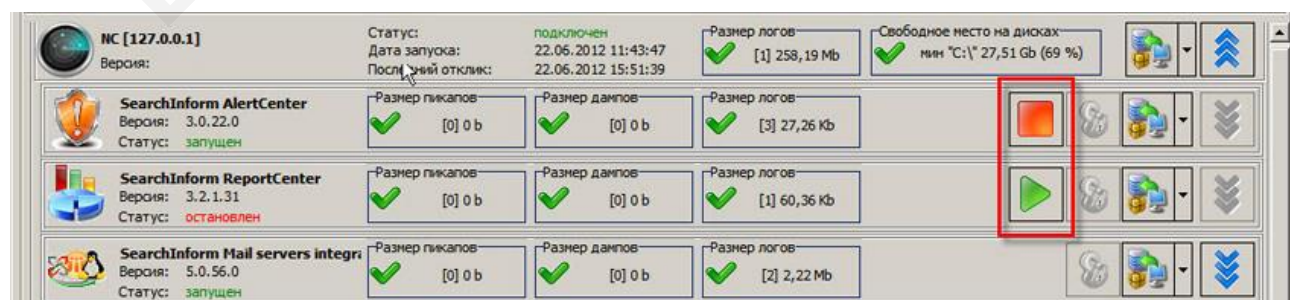 NC [127.0.0.1]
Версия:
Статус: подключен
Дата запуска: 22.06.2012 11:43:47
Последний отклик: 22.06.2012 15:51:39
Размер логов
[1] 258,19 Mb
Свободное место на дисках
мин "C:\" 27,51 Gb (69 %)
SearchInform AlertCenter
Версия: 3.0.22.0
Статус: запущен
Размер пикапов
[0] 0 b
Размер дампов
[0] 0 b
Размер логов
[3] 27,26 Kb
SearchInform ReportCenter
Версия: 3.2.1.31
Статус: остановлен
Размер пикапов
[0] 0 b
Размер дампов
[0] 0 b
Размер логов
[1] 60,36 Kb
SearchInform Mail servers integra
Версия: 5.0.56.0
Статус: запущен
Размер пикапов
[0] 0 b
Размер дампов
[0] 0 b
Размер логов
[2] 2,22 Mb